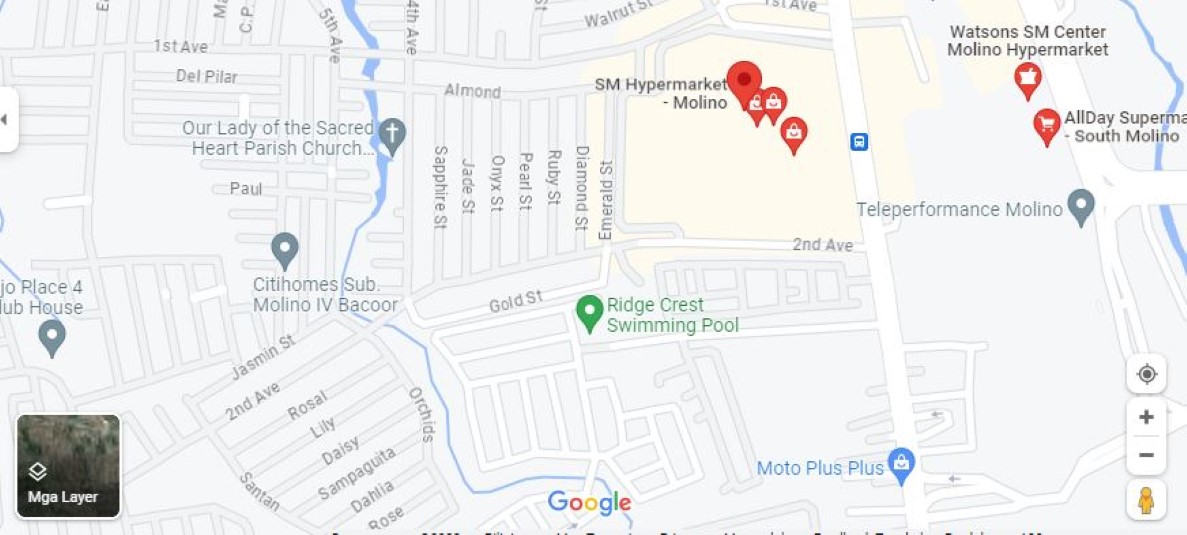 Walnut St
1st Ave
5th Ave
4th Ave
C.P.
1st Ave
Del Pilar
Almond
SM Hypermarket
- Molino
Watsons SM Center
Molino Hypermarket
AllDay Superma
- South Molino
Our Lady of the Sacred
Heart Parish Church...
Paul
Sapphire St
Jade St
Onyx St
Pearl St
Ruby St
Diamond St
Emerald St
Teleperformance Molino
2nd Ave
Citihomes Sub.
Molino IV Bacoor
jo Place 4
lub House
Gold St
Ridge Crest
Swimming Pool
Jasmin St
2nd Ave
Rosal
Lily
Daisy
Sampaguita
Dahlia
Rose
Santan
Orchids
Moto Plus Plus
Mga Layer
Google